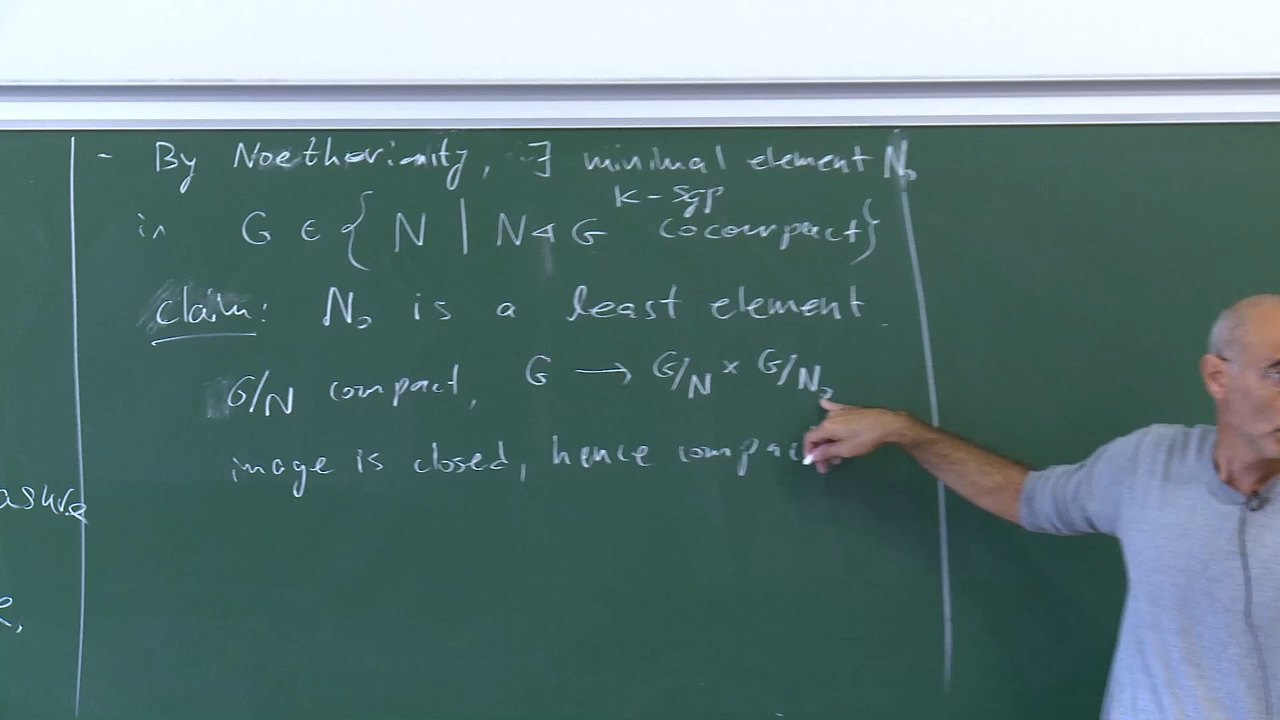 - By Noetherianity, ∃ minimal element N₀
k-sgp
in G ∈ { N | N ◁ G cocompact }
claim: N₀ is a least element.
G/N compact, G → G/N × G/N₀
image is closed, hence compac
asure